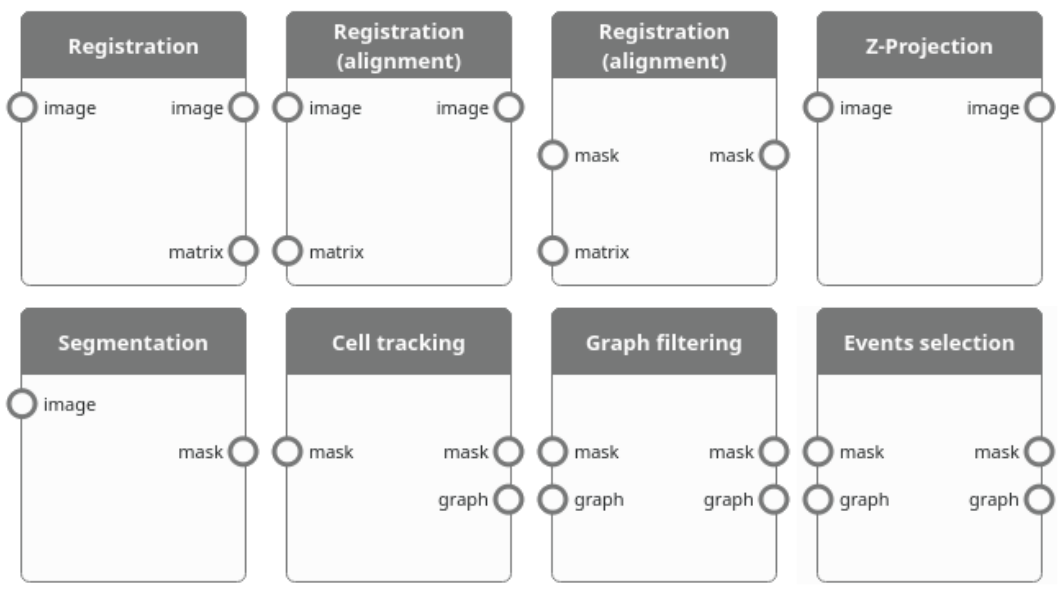 Registration
image image
matrix
Registration
(alignment)
image image
matrix
Registration
(alignment)
mask mask
matrix
Z-Projection
image image
Segmentation
image
mask
Cell tracking
mask mask
graph
Graph filtering
mask mask
graph graph
Events selection
mask mask
graph graph